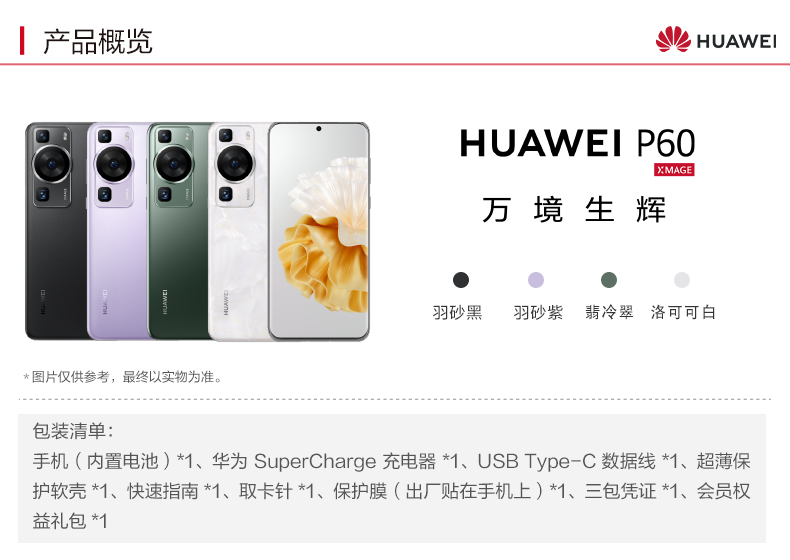 产品概览
HUAWEI
HUAWEI P60
XMAGE
万境生辉
羽砂黑
羽砂紫
翡冷翠
洛可可白
*图片仅供参考，最终以实物为准。
包装清单：
手机（内置电池）*1、华为 SuperCharge 充电器 *1、USB Type-C 数据线 *1、超薄保
护软壳 *1、快速指南 *1、取卡针 *1、保护膜（出厂贴在手机上）*1、三包凭证 *1、会员权
益礼包 *1